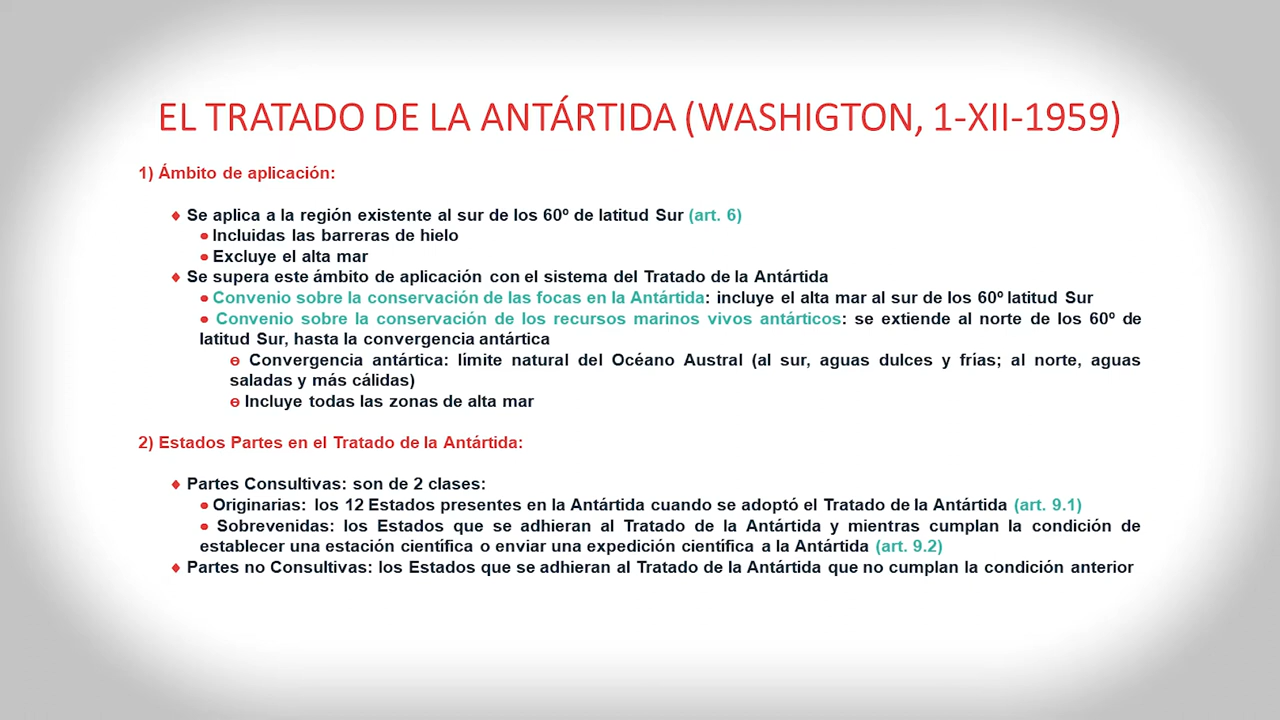 EL TRATADO DE LA ANTÁRTIDA (WASHIGTON, 1-XII-1959)
1) Ámbito de aplicación:
♦ Se aplica a la región existente al sur de los 60º de latitud Sur (art. 6)
• Incluidas las barreras de hielo
• Excluye el alta mar
♦ Se supera este ámbito de aplicación con el sistema del Tratado de la Antártida
• Convenio sobre la conservación de las focas en la Antártida: incluye el alta mar al sur de los 60º latitud Sur
• Convenio sobre la conservación de los recursos marinos vivos antárticos: se extiende al norte de los 60º de
latitud Sur, hasta la convergencia antártica
ɵ Convergencia antártica: límite natural del Océano Austral (al sur, aguas dulces y frías; al norte, aguas
saladas y más cálidas)
ɵ Incluye todas las zonas de alta mar
2) Estados Partes en el Tratado de la Antártida:
♦ Partes Consultivas: son de 2 clases:
• Originarias: los 12 Estados presentes en la Antártida cuando se adoptó el Tratado de la Antártida (art. 9.1)
• Sobrevenidas: los Estados que se adhieran al Tratado de la Antártida y mientras cumplan la condición de
establecer una estación científica o enviar una expedición científica a la Antártida (art. 9.2)
♦ Partes no Consultivas: los Estados que se adhieran al Tratado de la Antártida que no cumplan la condición anterior